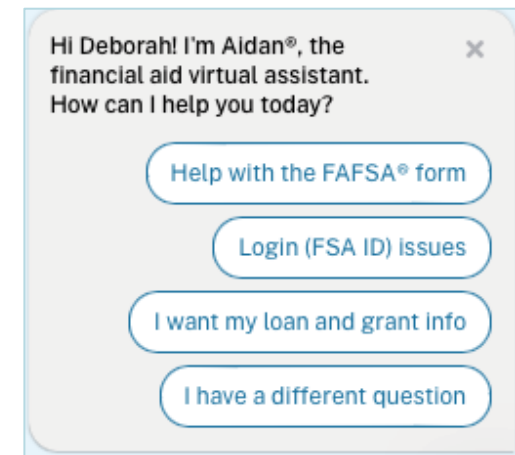 Hi Deborah! I'm Aidan®, the
financial aid virtual assistant.
How can I help you today?
Help with the FAFSA® form
Login (FSA ID) issues
I want my loan and grant info
I have a different question